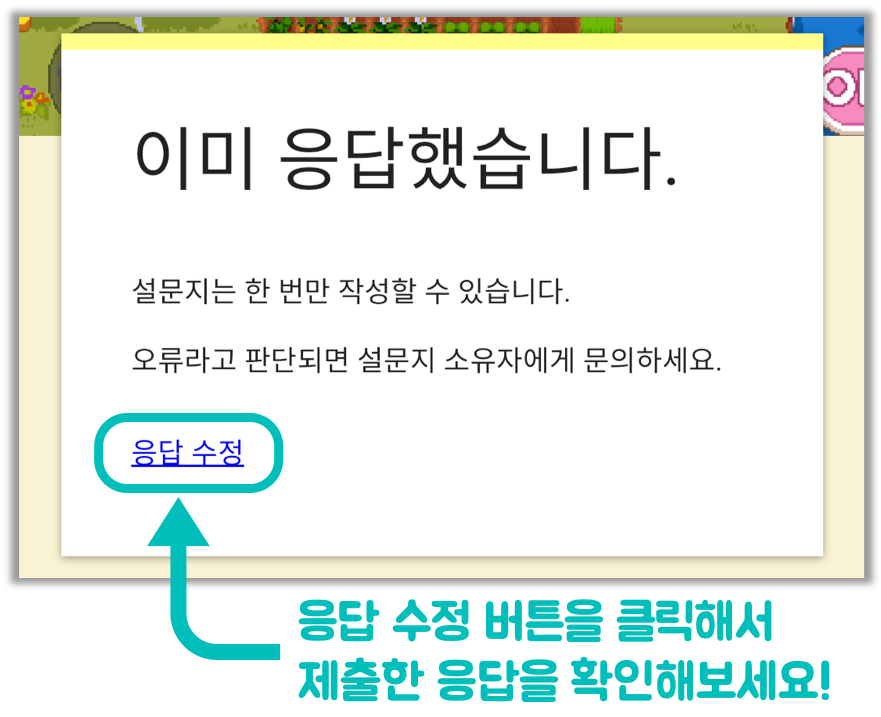 이미 응답했습니다.
설문지는 한 번만 작성할 수 있습니다.
오류라고 판단되면 설문지 소유자에게 문의하세요.
응답 수정
응답 수정 버튼을 클릭해서
제출한 응답을 확인해보세요!